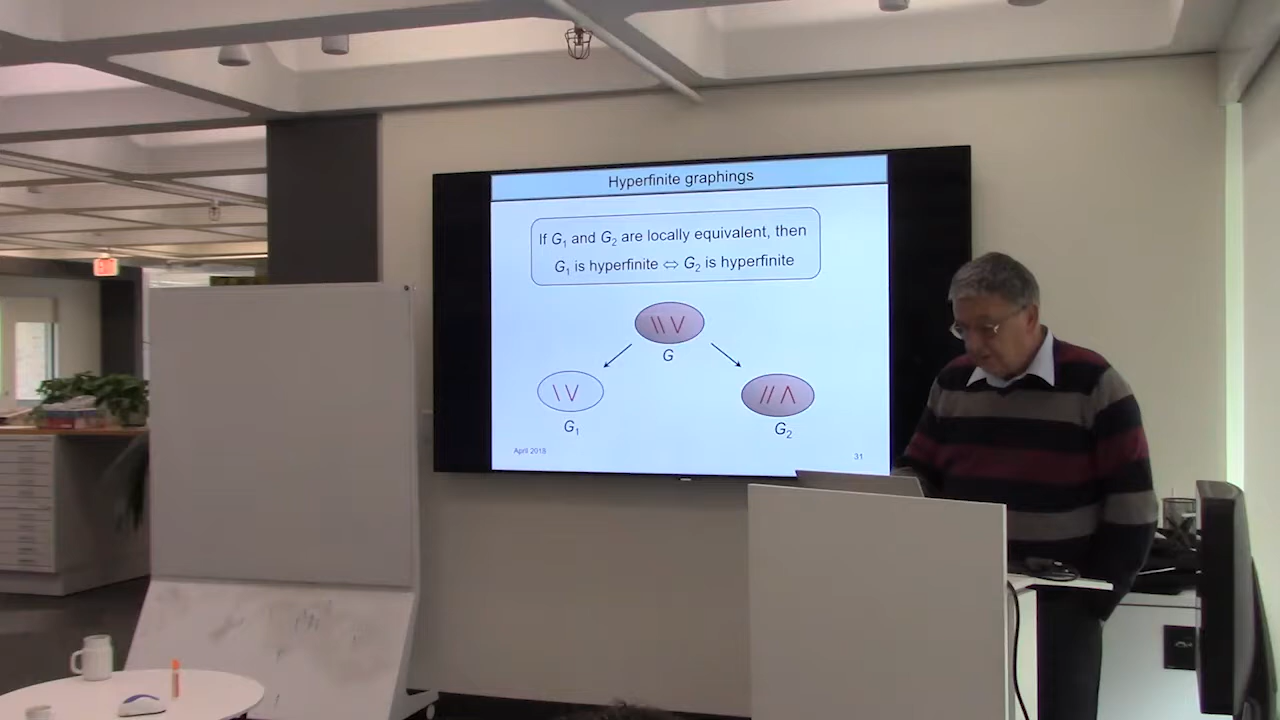 Hyperfinite graphings
If G₁ and G₂ are locally equivalent, then
G₁ is hyperfinite ⇔ G₂ is hyperfinite
G
G₁
G₂
April 2018
31